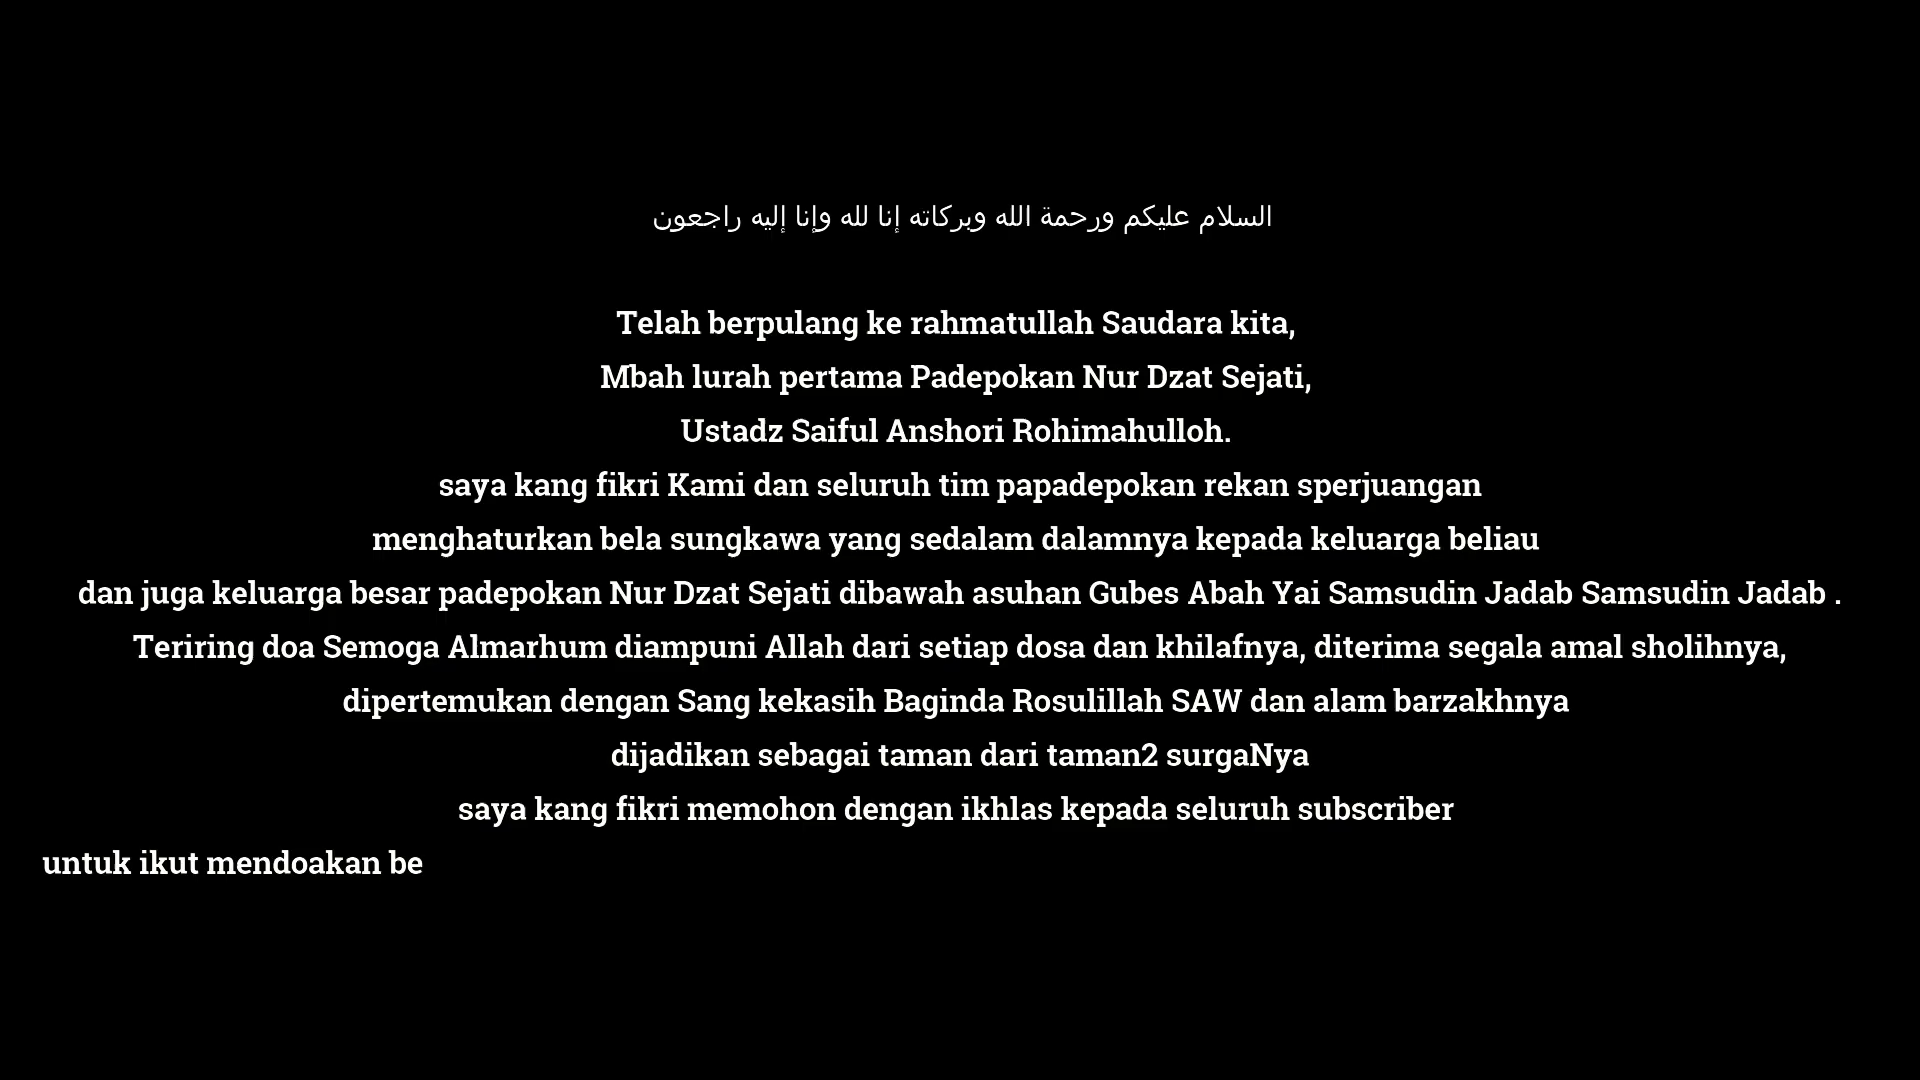 السلام عليكم ورحمة الله وبركاته إنا لله وإنا إليه راجعون
Telah berpulang ke rahmatullah Saudara kita,
Mbah lurah pertama Padepokan Nur Dzat Sejati,
Ustadz Saiful Anshori Rohimahulloh.
saya kang fikri Kami dan seluruh tim papadepokan rekan sperjuangan
menghaturkan bela sungkawa yang sedalam dalamnya kepada keluarga beliau
dan juga keluarga besar padepokan Nur Dzat Sejati dibawah asuhan Gubes Abah Yai Samsudin Jadab Samsudin Jadab .
Teriring doa Semoga Almarhum diampuni Allah dari setiap dosa dan khilafnya, diterima segala amal sholihnya,
dipertemukan dengan Sang kekasih Baginda Rosulillah SAW dan alam barzakhnya
dijadikan sebagai taman dari taman2 surgaNya
saya kang fikri memohon dengan ikhlas kepada seluruh subscriber
untuk ikut mendoakan be